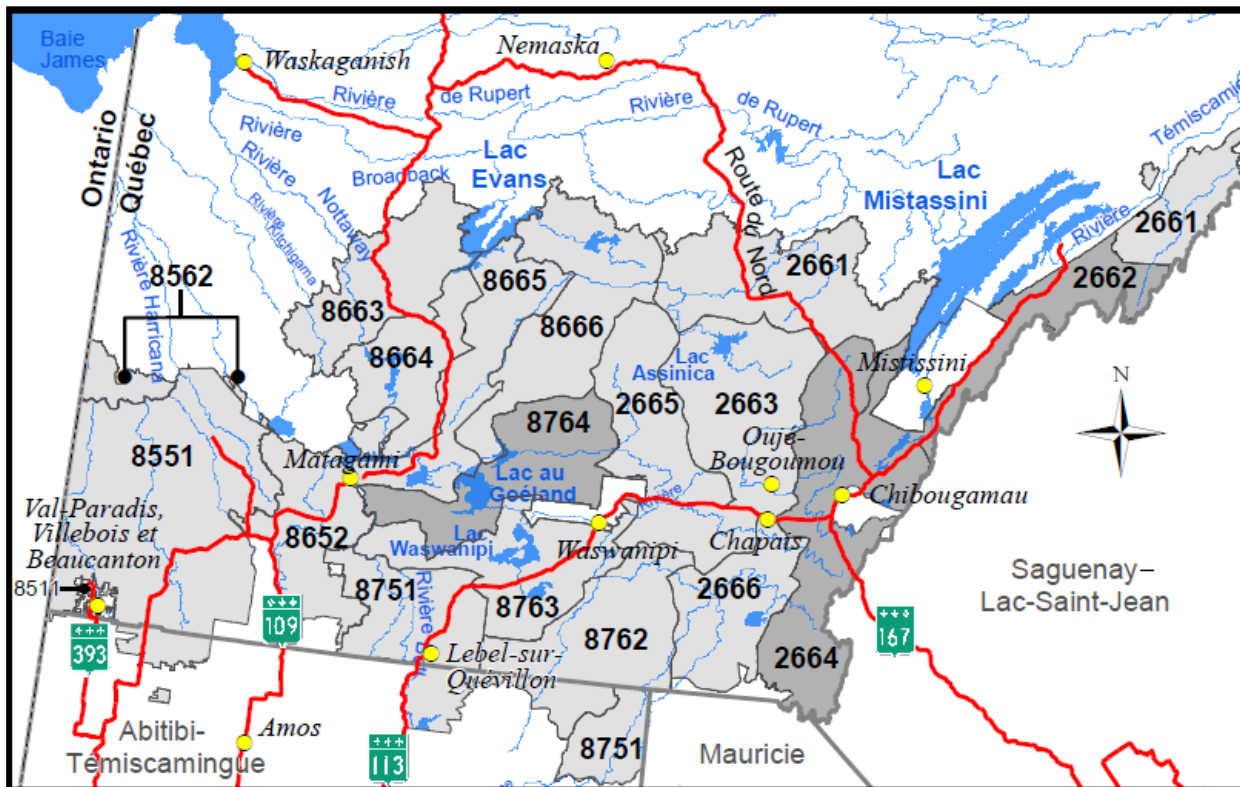 Baie
James
Waskaganish
Nemaska
Rivière
de Rupert
Rivière
de Rupert
Témiscamie
Ontario
Québec
Rivière
Rivière
Broadback
Nottaway
Rivière
Kitchigama
Lac
Evans
Route du Nord
Lac
Mistassini
Rivière
2661
2662
2661
Rivière Harricana
8562
8663
8664
8665
8666
Lac
Assinica
2665
2663
Mistissini
N
8764
8551
Matagami
Lac au
Goéland
Oujé-
Bougoumou
Chibougamau
Rivière
Val-Paradis,
Villebois et
Beaucanton
8511
8652
Lac
Waswanipi
Waswanipi
Chapais
8751
Rivière Bell
8763
2666
8762
2664
Saguenay–
Lac-Saint-Jean
393
109
167
Lebel-sur-
Quévillon
Abitibi-
Témiscamingue
Amos
113
8751
Mauricie